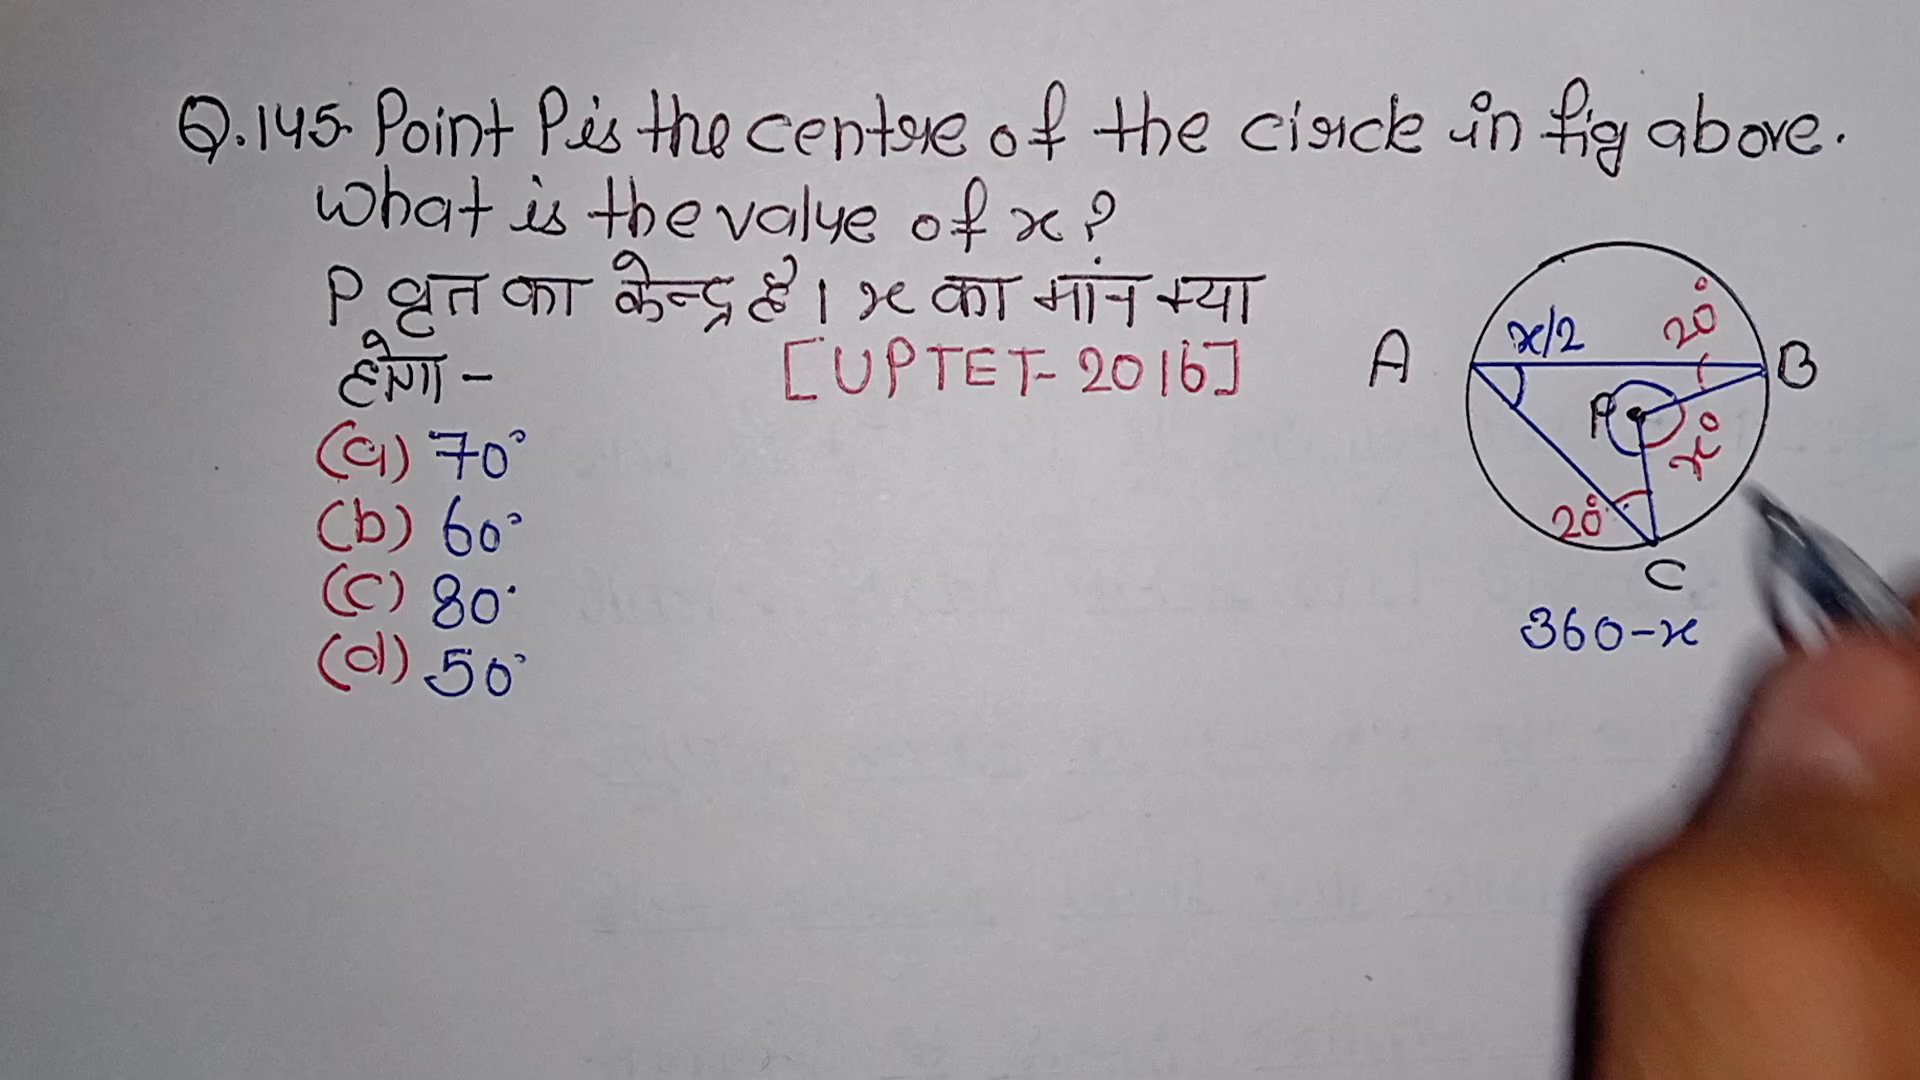 Q.145. Point P is the centre of the circle in fig above.
What is the value of x?
P वृत का केन्द्र है। x का मांन क्या
होगा -
[UPTET-2016]
(a) 70°
(b) 60°
(c) 80°
(d) 50°
A
x/2
20°
B
P
x°
20°
C
360-x